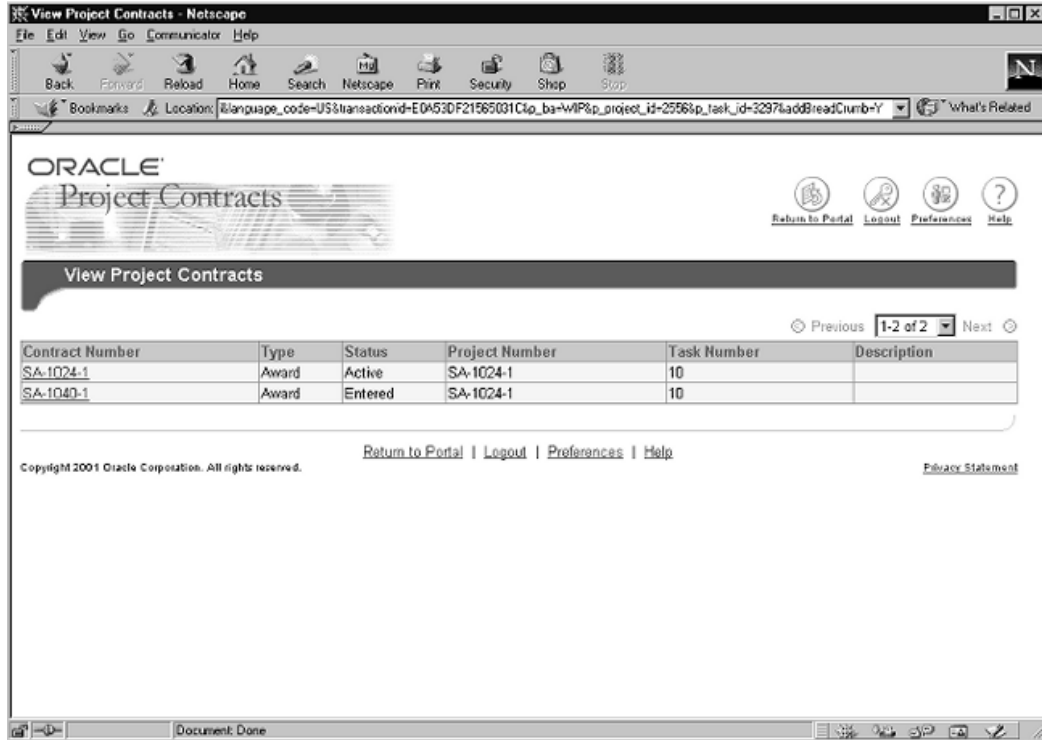 View Project Contracts - Netscape
File Edit View Go Communicator Help
Back Forward Reload Home Search Netscape Print Security Shop Stop
Bookmarks Location: &language_code=US&transactionid=E0A53DF21565031C&p_ba=WIP&p_project_id=2556&p_task_id=3297&addBreadCrumb=Y What's Related
ORACLE
Project Contracts
Return to Portal Logout Preferences Help
View Project Contracts
Previous 1-2 of 2 Next
Contract Number Type Status Project Number Task Number Description
SA-1024-1 Award Active SA-1024-1 10
SA-1040-1 Award Entered SA-1024-1 10
Return to Portal | Logout | Preferences | Help
Copyright 2001 Oracle Corporation. All rights reserved. Privacy Statement
Document: Done